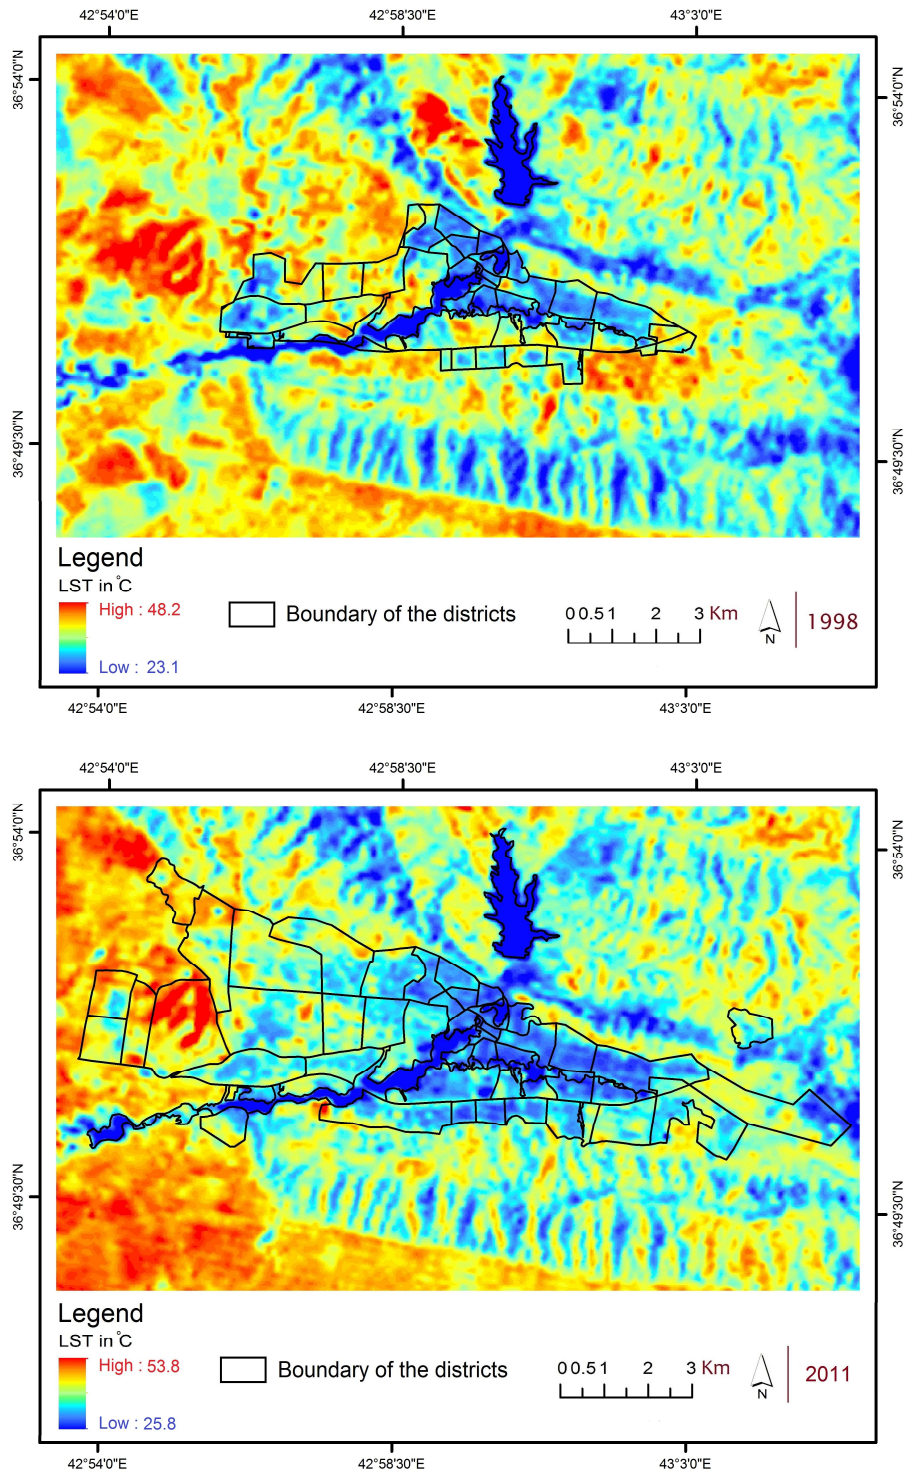 42°54'0"E 42°58'30"E 43°3'0"E
36°54'0"N
36°54'0"N
36°49'30"N
36°49'30"N
Legend
LST in °C
High : 48.2
Low : 23.1
Boundary of the districts
0 0.5 1 2 3 Km
N
1998
42°54'0"E 42°58'30"E 43°3'0"E
42°54'0"E 42°58'30"E 43°3'0"E
36°54'0"N
36°54'0"N
36°49'30"N
36°49'30"N
Legend
LST in °C
High : 53.8
Low : 25.8
Boundary of the districts
0 0.5 1 2 3 Km
N
2011
42°54'0"E 42°58'30"E 43°3'0"E